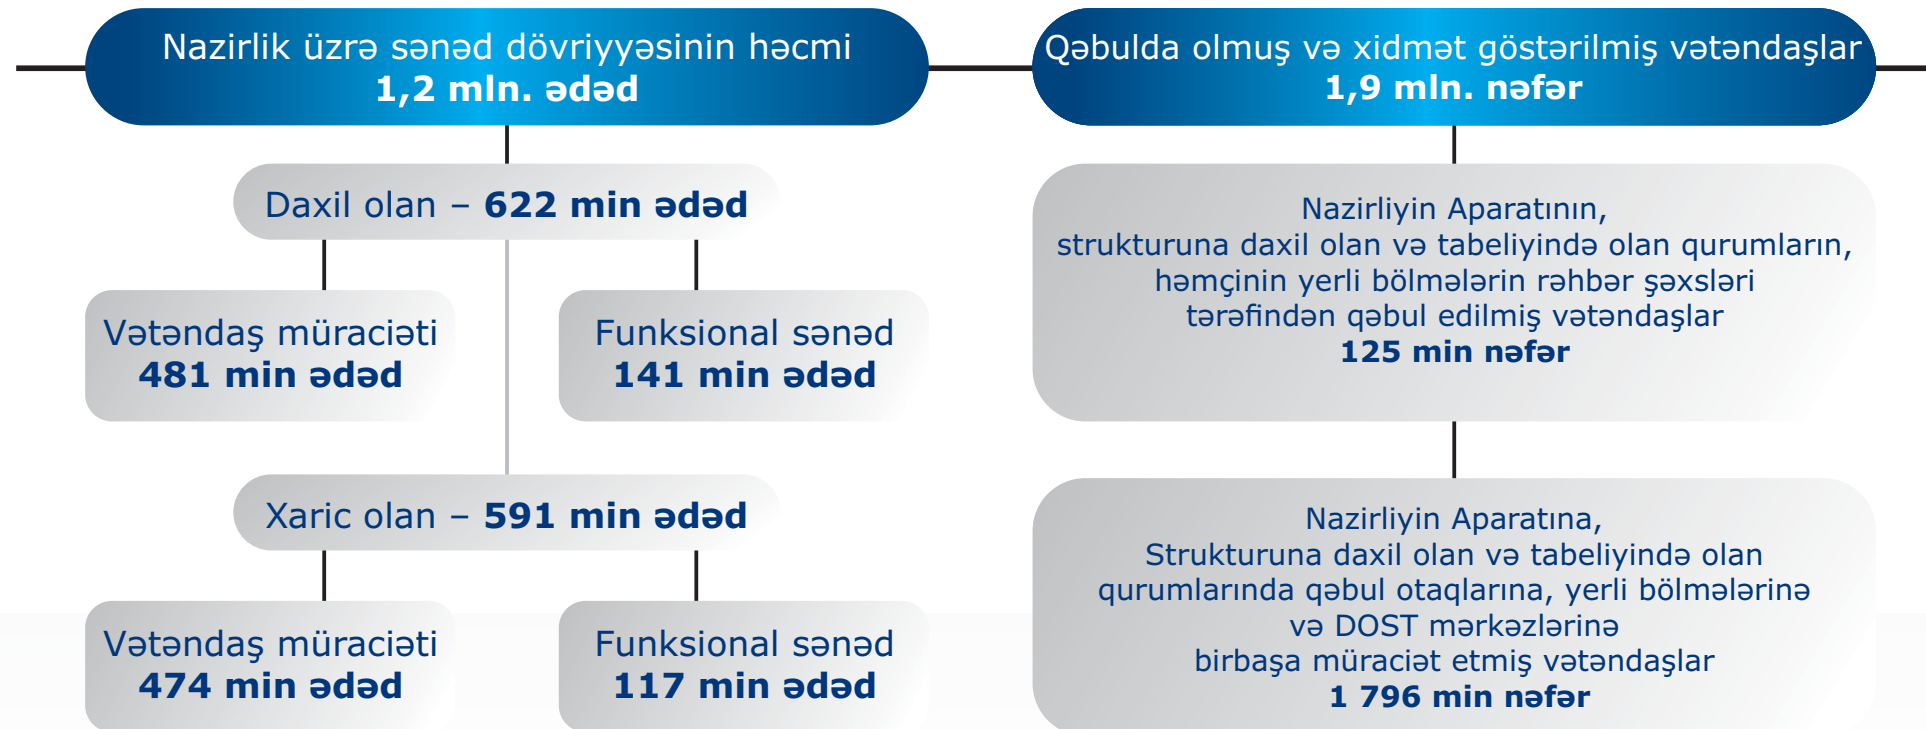 Nazirlik üzrə sənəd dövriyyəsinin həcmi
1,2 mln. ədəd
Daxil olan – 622 min ədəd
Vətəndaş müraciəti
481 min ədəd
Funksional sənəd
141 min ədəd
Xaric olan – 591 min ədəd
Vətəndaş müraciəti
474 min ədəd
Funksional sənəd
117 min ədəd
Qəbulda olmuş və xidmət göstərilmiş vətəndaşlar
1,9 mln. nəfər
Nazirliyin Aparatının,
strukturuna daxil olan və tabeliyində olan qurumların,
həmçinin yerli bölmələrin rəhbər şəxsləri
tərəfindən qəbul edilmiş vətəndaşlar
125 min nəfər
Nazirliyin Aparatına,
Strukturuna daxil olan və tabeliyində olan
qurumlarında qəbul otaqlarına, yerli bölmələrinə
və DOST mərkəzlərinə
birbaşa müraciət etmiş vətəndaşlar
1 796 min nəfər